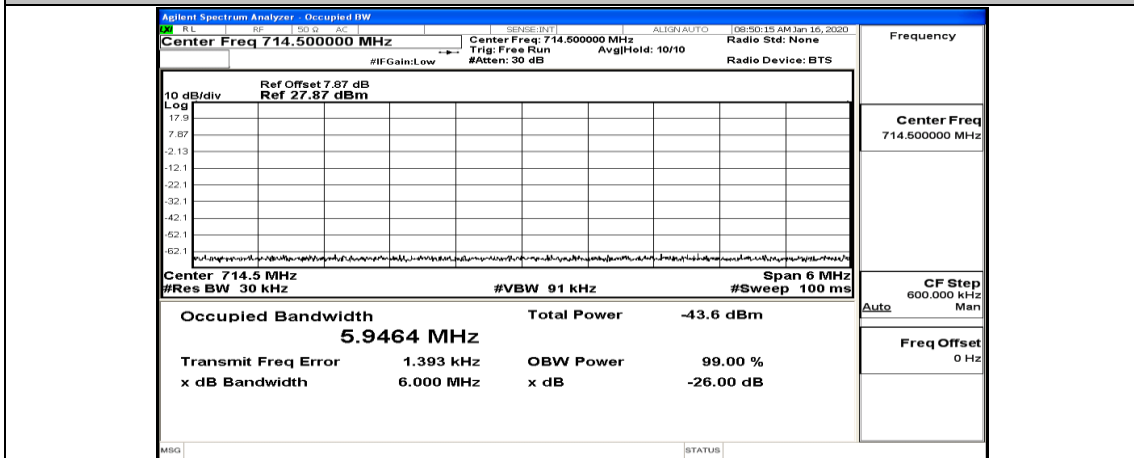 Agilent Spectrum Analyzer - Occupied BW
LXI RL RF 50 Ω AC SENSE:INT ALIGN AUTO 08:50:15 AM Jan 16, 2020
Center Freq 714.500000 MHz
Center Freq: 714.500000 MHz
Radio Std: None
Trig: Free Run Avg|Hold: 10/10
#IFGain:Low
#Atten: 30 dB
Radio Device: BTS
Ref Offset 7.87 dB
10 dB/div Ref 27.87 dBm
Log
17.9
7.87
-2.13
-12.1
-22.1
-32.1
-42.1
-52.1
-62.1
Center 714.5 MHz Span 6 MHz
#Res BW 30 kHz #VBW 91 kHz #Sweep 100 ms
Occupied Bandwidth Total Power -43.6 dBm
5.9464 MHz
Transmit Freq Error 1.393 kHz OBW Power 99.00 %
x dB Bandwidth 6.000 MHz x dB -26.00 dB
MSG STATUS
Frequency
Center Freq
714.500000 MHz
CF Step
600.000 kHz
Auto Man
Freq Offset
0 Hz